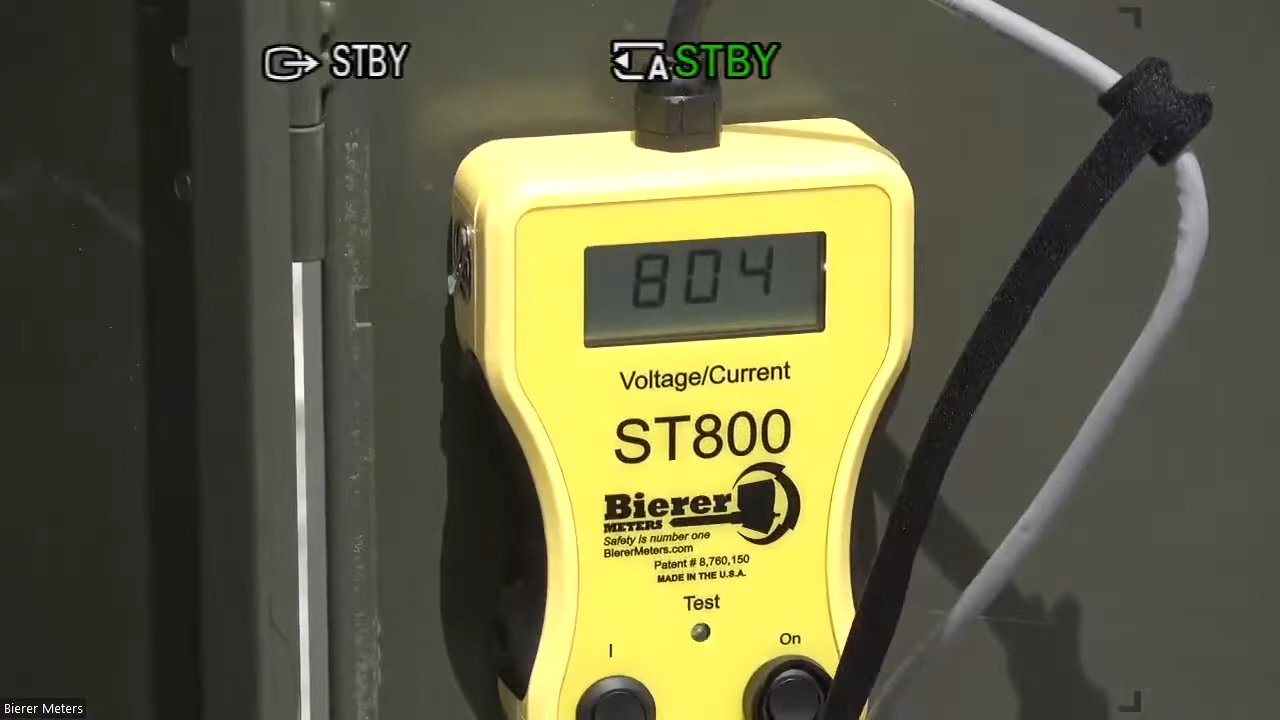 STBY
A STBY
804
Voltage/Current
ST800
Bierer
METERS
Safety is number one
BiererMeters.com
Patent # 8,760,150
MADE IN THE U.S.A.
Test
I
On
Bierer Meters